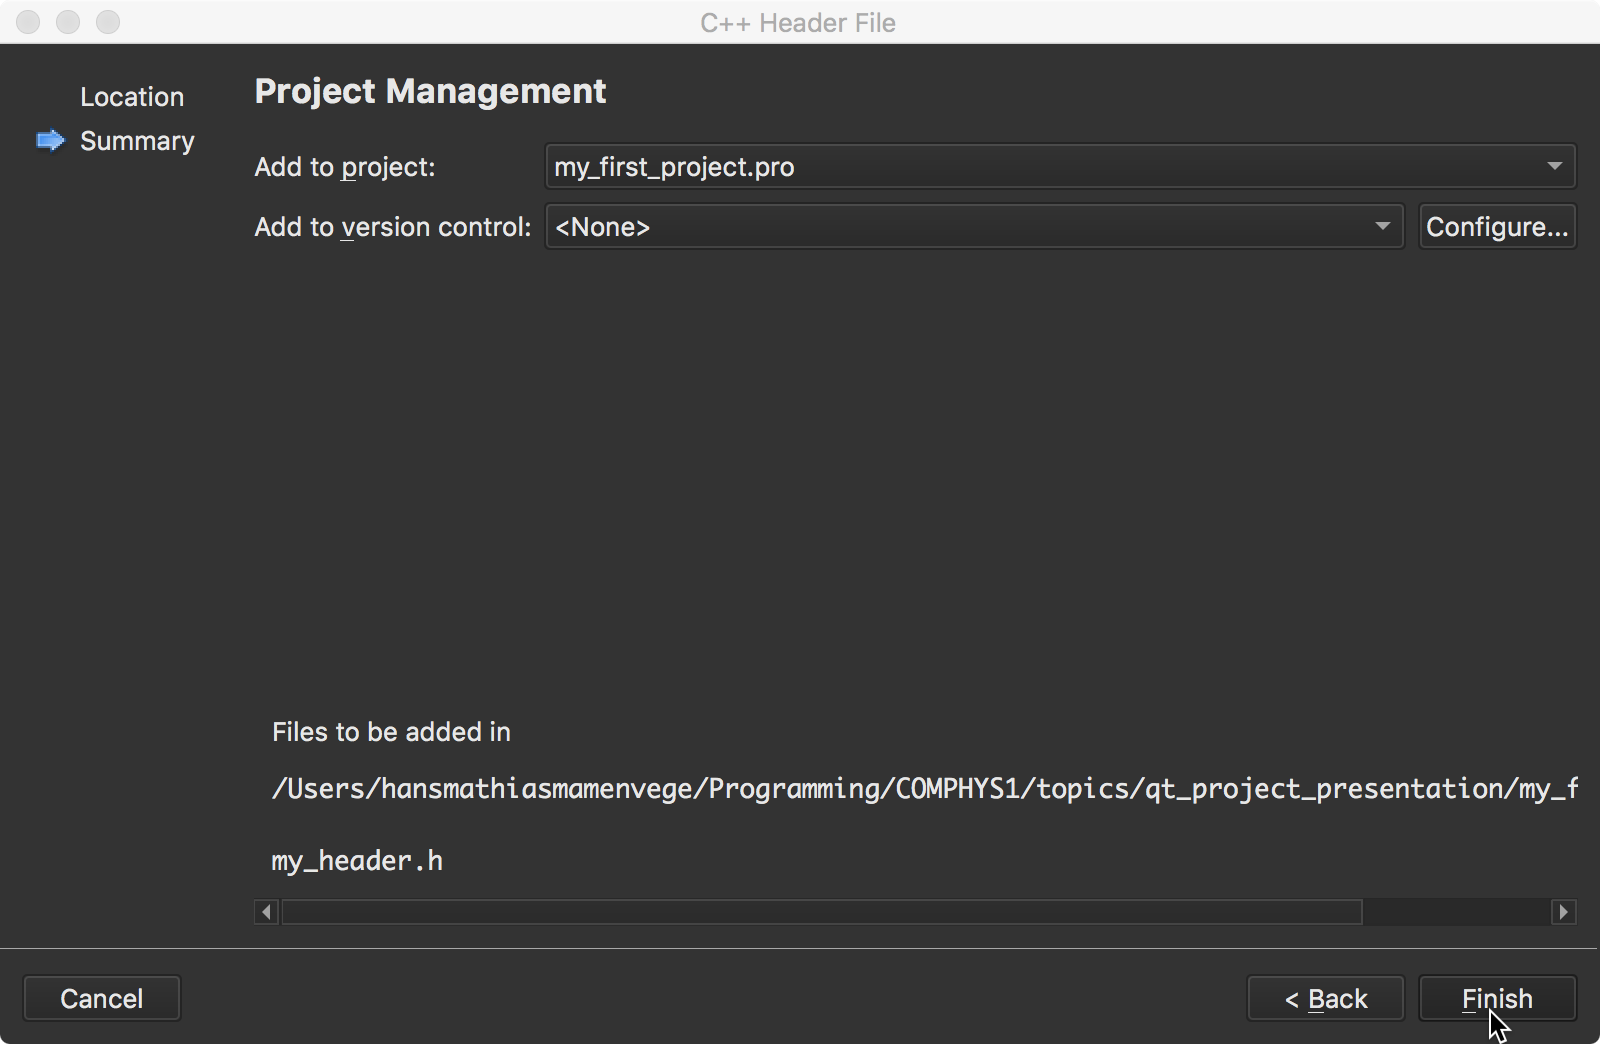 C++ Header File
Location
Summary
Project Management
Add to project: my_first_project.pro
Add to version control: <None> Configure...
Files to be added in
/Users/hansmathiasmamenvege/Programming/COMPHYS1/topics/qt_project_presentation/my_f
my_header.h
Cancel < Back Finish